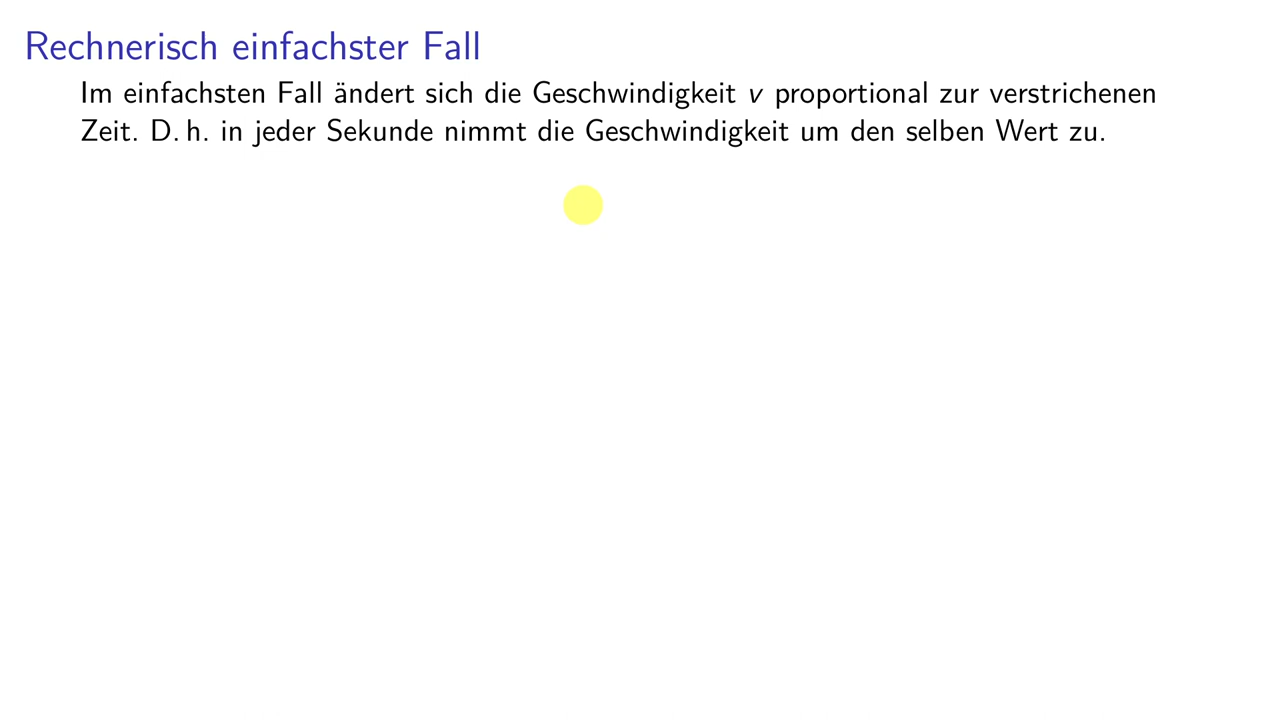 Rechnerisch einfachster Fall
Im einfachsten Fall ändert sich die Geschwindigkeit v proportional zur verstrichenen
Zeit. D. h. in jeder Sekunde nimmt die Geschwindigkeit um den selben Wert zu.